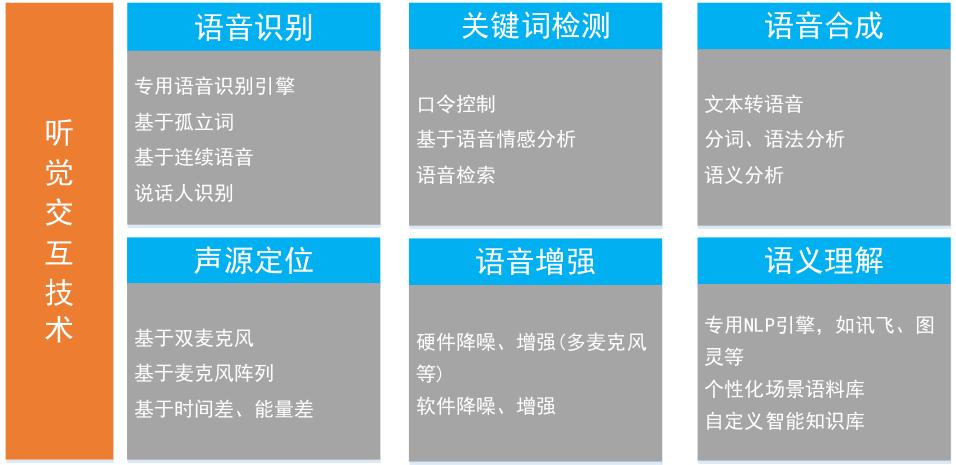 听觉交互技术
语音识别
专用语音识别引擎
基于孤立词
基于连续语音
说话人识别
关键词检测
口令控制
基于语音情感分析
语音检索
语音合成
文本转语音
分词、语法分析
语义分析
声源定位
基于双麦克风
基于麦克风阵列
基于时间差、能量差
语音增强
硬件降噪、增强(多麦克风
等)
软件降噪、增强
语义理解
专用NLP引擎，如讯飞、图
灵等
个性化场景语料库
自定义智能知识库